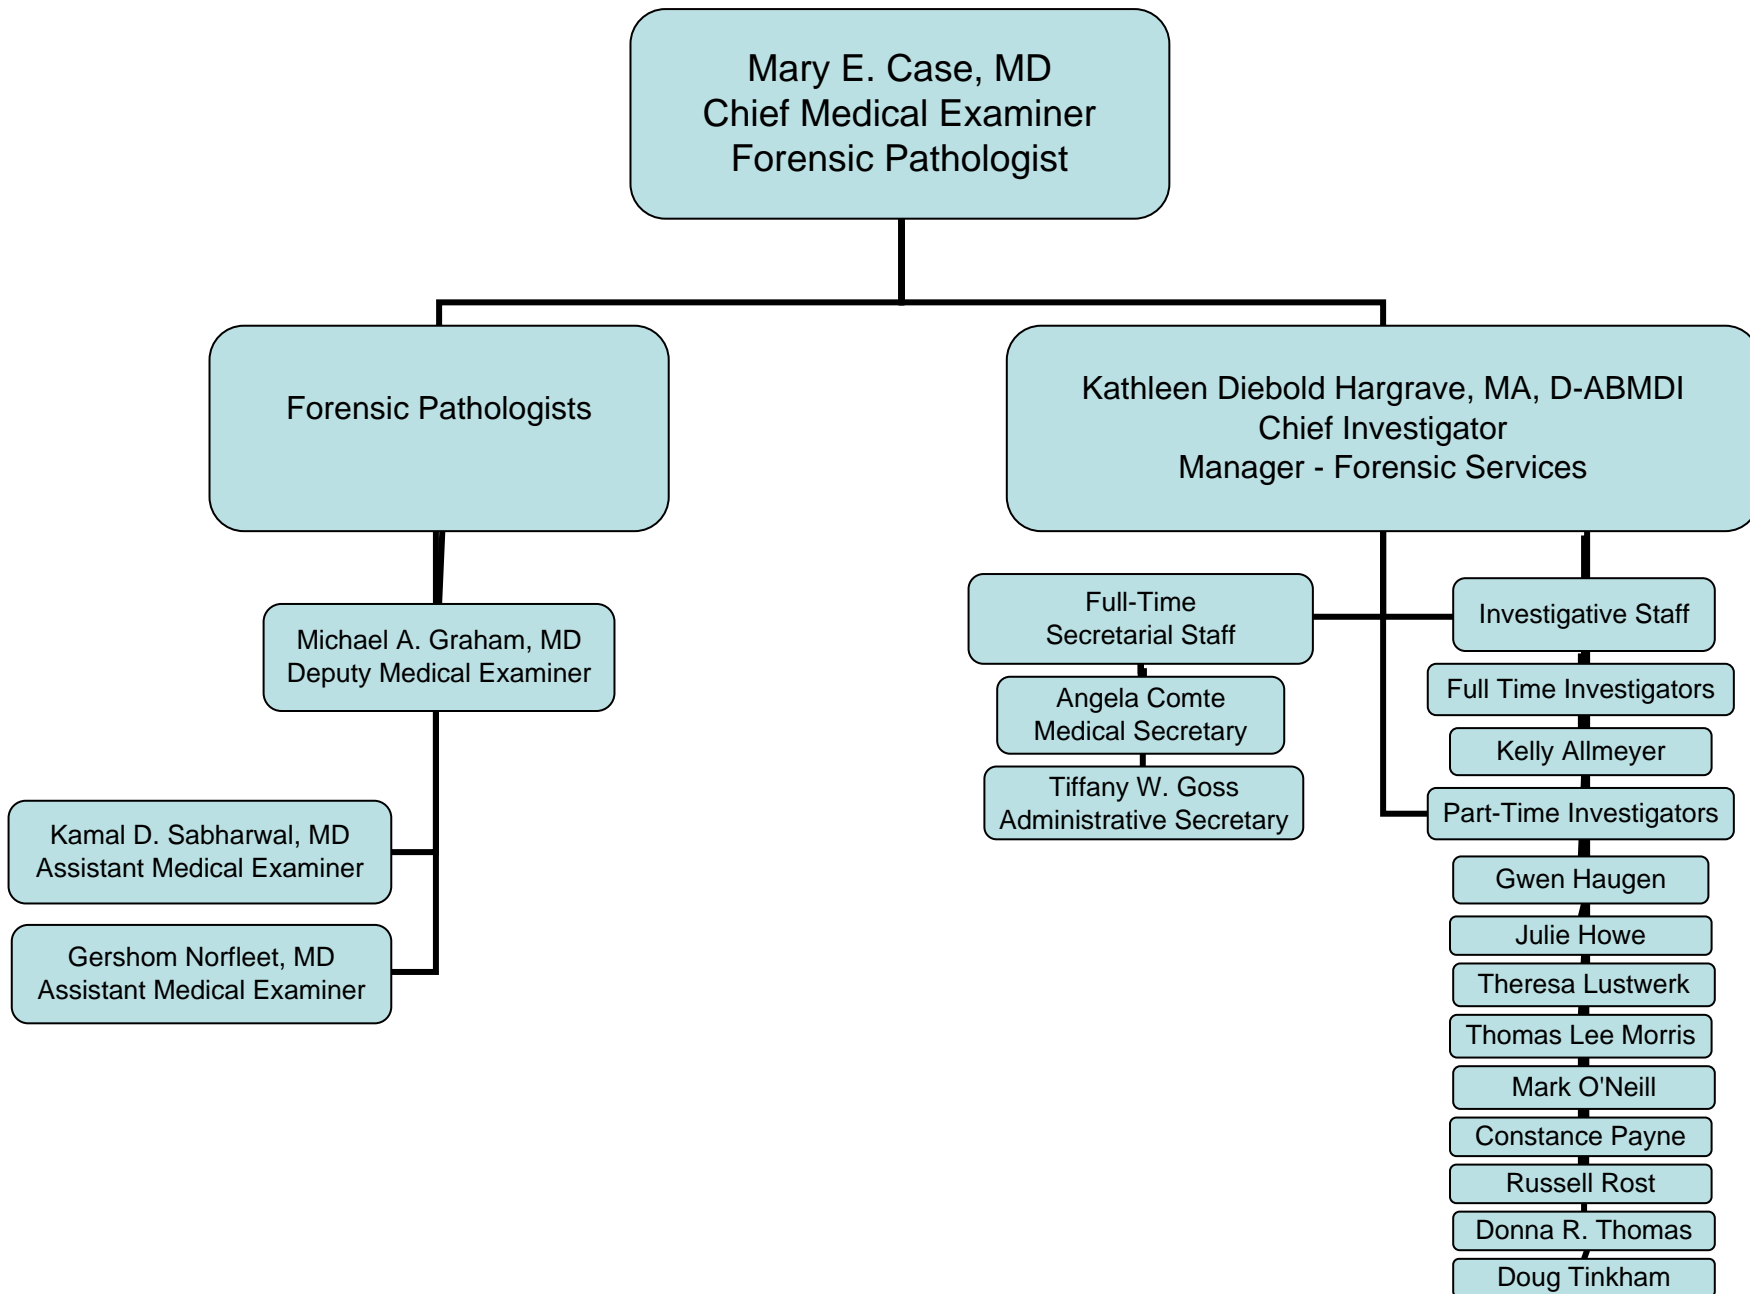 Mary E. Case, MD
Chief Medical Examiner
Forensic Pathologist
Forensic Pathologists
Kathleen Diebold Hargrave, MA, D-ABMDI
Chief Investigator
Manager - Forensic Services
Michael A. Graham, MD
Deputy Medical Examiner
Kamal D. Sabharwal, MD
Assistant Medical Examiner
Gershom Norfleet, MD
Assistant Medical Examiner
Full-Time
Secretarial Staff
Angela Comte
Medical Secretary
Tiffany W. Goss
Administrative Secretary
Investigative Staff
Full Time Investigators
Kelly Allmeyer
Part-Time Investigators
Gwen Haugen
Julie Howe
Theresa Lustwerk
Thomas Lee Morris
Mark O'Neill
Constance Payne
Russell Rost
Donna R. Thomas
Doug Tinkham